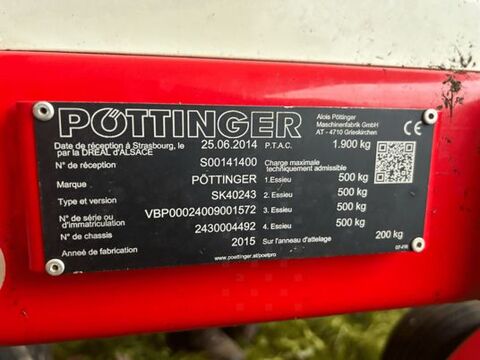 PÖTTINGER
Alois Pöttinger
Maschinenfabrik GmbH
AT - 4710 Grieskirchen
CE
Date de réception à Strasbourg, le 25.06.2014 P.T.A.C. 1.900 kg
par la DREAL d'ALSACE
N° de réception S00141400 Charge maximale
techniquement admissible
Marque PÖTTINGER 1.Essieu 500 kg
Type SK40243 2. Essieu 500 kg
N° de série ou
d'immatriculation VBP00024009001572 3. Essieu 500 kg
N° de chassis 2430004492 4. Essieu 500 kg
Anneé de fabrication 2015 Sur l'anneau d'attelage 200 kg
www.poettinger.at/poetpro